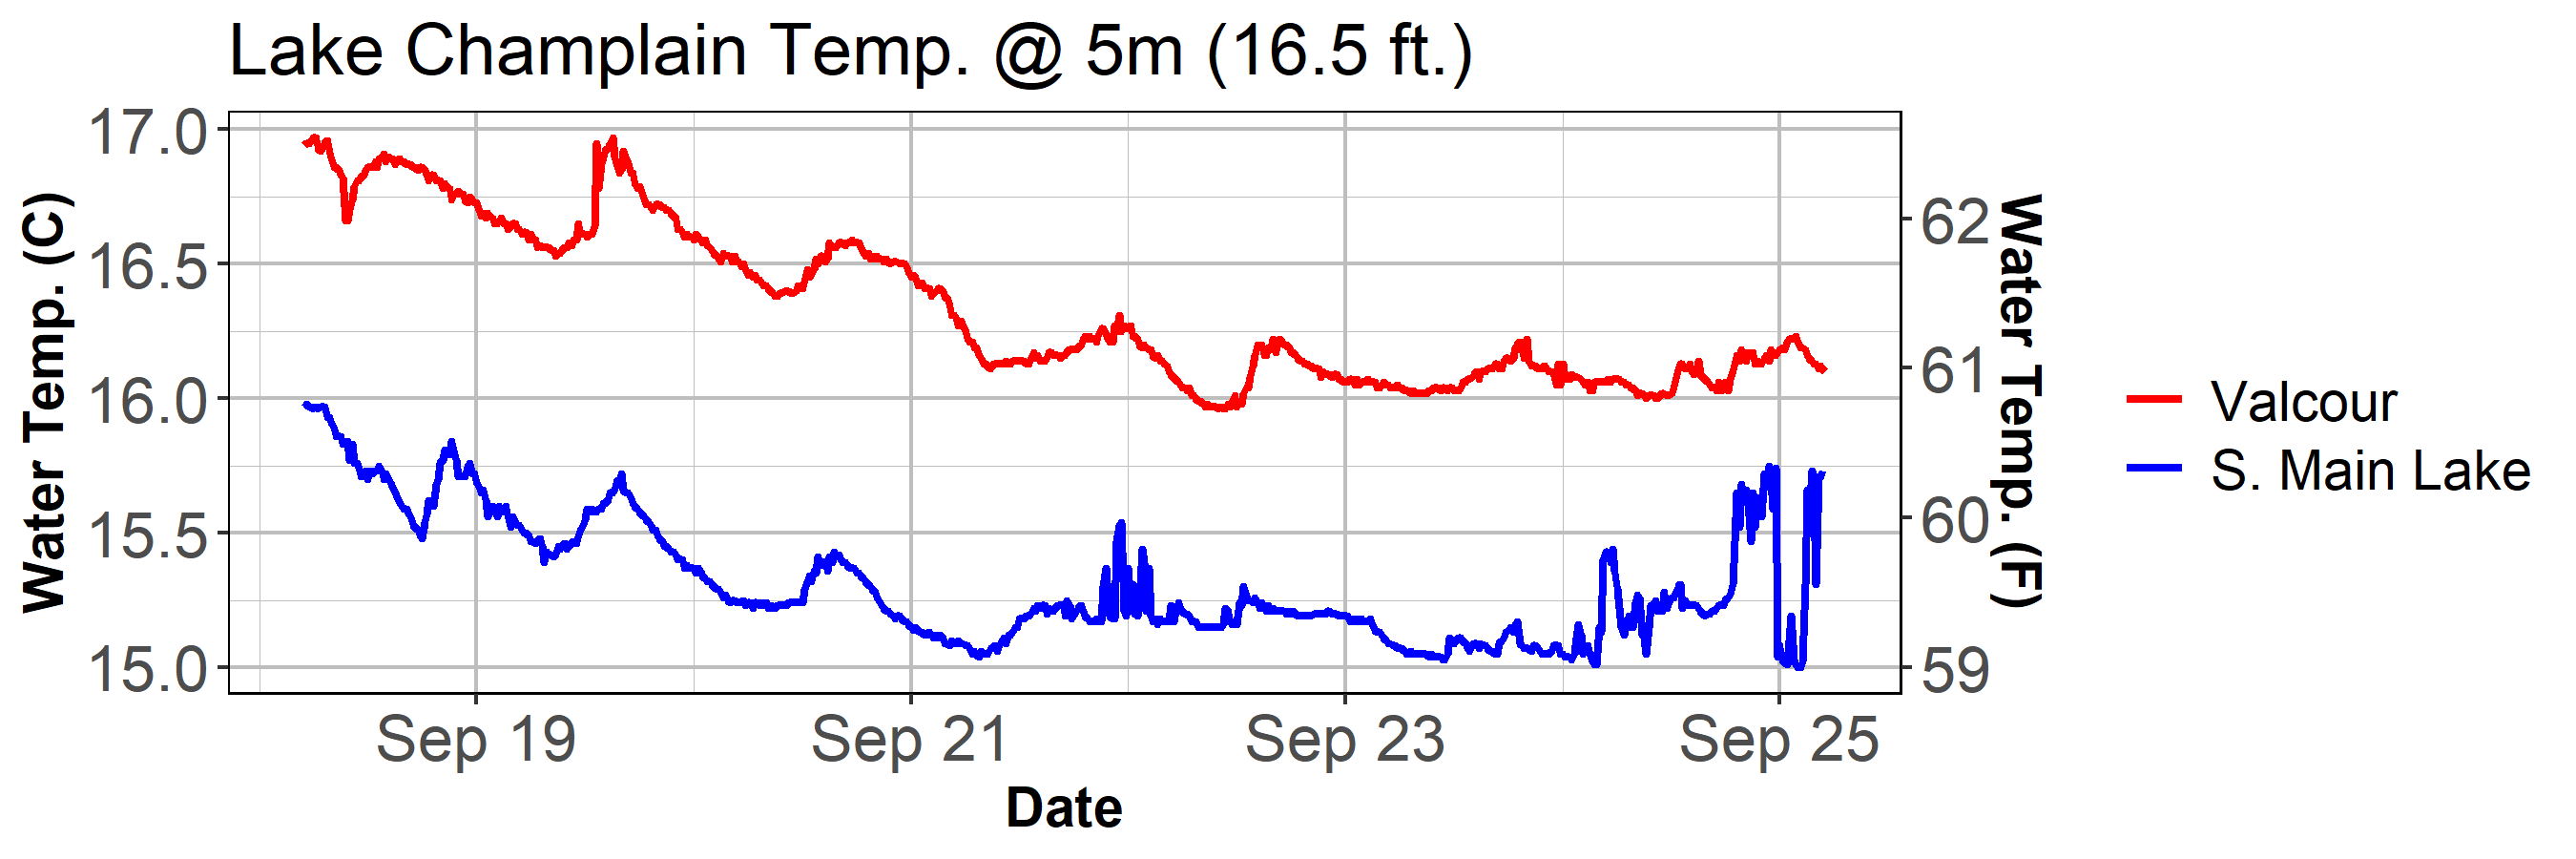 Lake Champlain Temp. @ 5m (16.5 ft.)
Water Temp. (C)
17.0
16.5
16.0
15.5
15.0
62
61
60
59
Water Temp. (F)
Sep 19
Sep 21
Sep 23
Sep 25
Date
Valcour
S. Main Lake